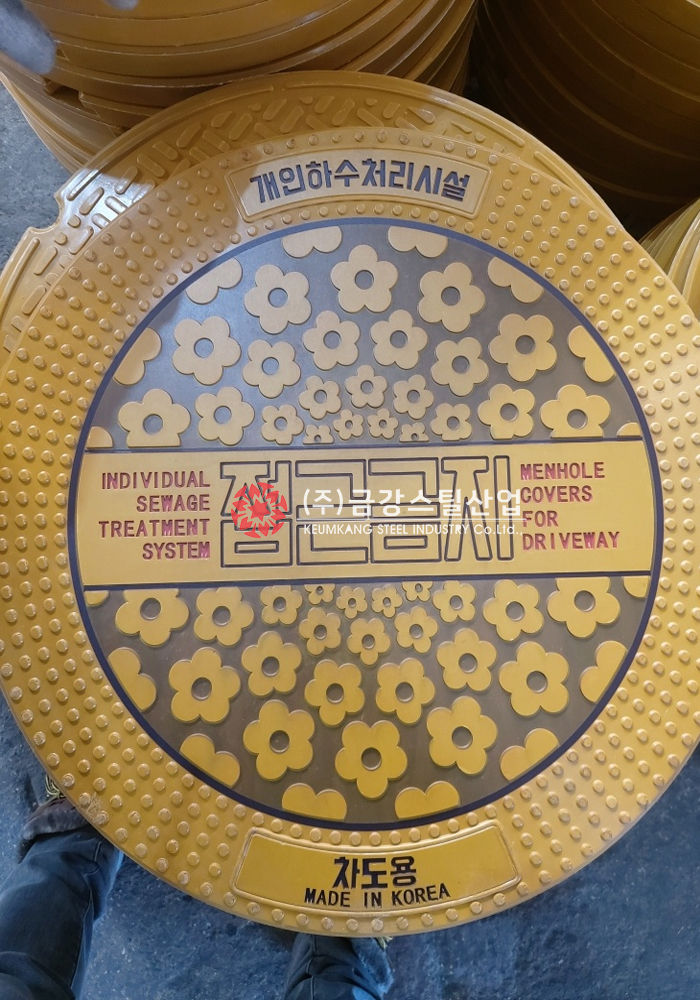 개인하수처리시설
INDIVIDUAL
SEWAGE
TREATMENT
SYSTEM
접근금지
(주)금강스틸산업
KEUMKANG STEEL INDUSTRY Co.Ltd.
MENHOLE
COVERS
FOR
DRIVEWAY
차도용
MADE IN KOREA